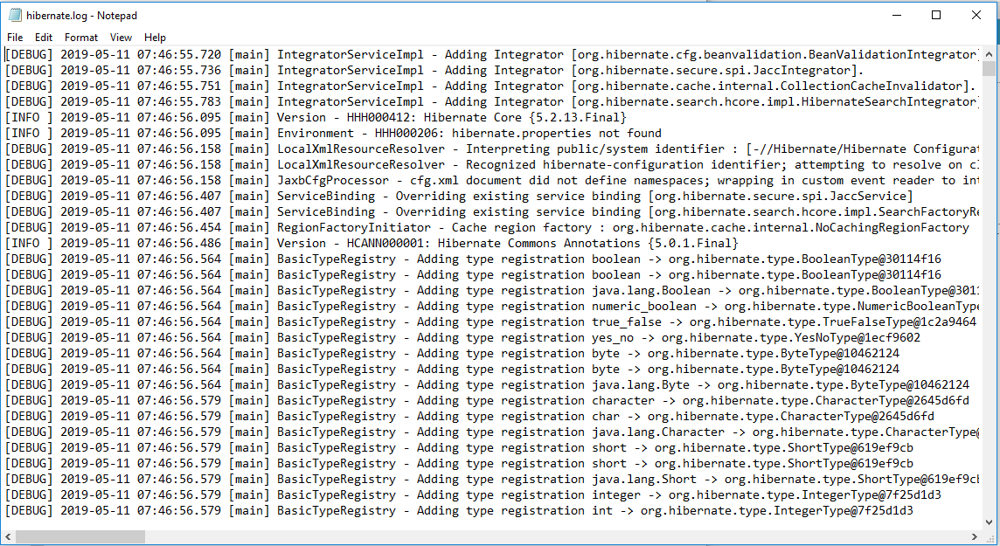 hibernate.log - Notepad
File Edit Format View Help
[DEBUG] 2019-05-11 07:46:55.720 [main] IntegratorServiceImpl - Adding Integrator [org.hibernate.cfg.beanvalidation.BeanValidationIntegrator]
[DEBUG] 2019-05-11 07:46:55.736 [main] IntegratorServiceImpl - Adding Integrator [org.hibernate.secure.spi.JaccIntegrator].
[DEBUG] 2019-05-11 07:46:55.751 [main] IntegratorServiceImpl - Adding Integrator [org.hibernate.cache.internal.CollectionCacheInvalidator].
[DEBUG] 2019-05-11 07:46:55.783 [main] IntegratorServiceImpl - Adding Integrator [org.hibernate.search.hcore.impl.HibernateSearchIntegrator
[INFO ] 2019-05-11 07:46:56.095 [main] Version - HHH000412: Hibernate Core {5.2.13.Final}
[INFO ] 2019-05-11 07:46:56.095 [main] Environment - HHH000206: hibernate.properties not found
[DEBUG] 2019-05-11 07:46:56.158 [main] LocalXmlResourceResolver - Interpreting public/system identifier : [-//Hibernate/Hibernate Configurat
[DEBUG] 2019-05-11 07:46:56.158 [main] LocalXmlResourceResolver - Recognized hibernate-configuration identifier; attempting to resolve on c
[DEBUG] 2019-05-11 07:46:56.158 [main] JaxbCfgProcessor - cfg.xml document did not define namespaces; wrapping in custom event reader to int
[DEBUG] 2019-05-11 07:46:56.407 [main] ServiceBinding - Overriding existing service binding [org.hibernate.secure.spi.JaccService]
[DEBUG] 2019-05-11 07:46:56.407 [main] ServiceBinding - Overriding existing service binding [org.hibernate.search.hcore.impl.SearchFactoryRe
[DEBUG] 2019-05-11 07:46:56.454 [main] RegionFactoryInitiator - Cache region factory : org.hibernate.cache.internal.NoCachingRegionFactory
[INFO ] 2019-05-11 07:46:56.486 [main] Version - HCANN000001: Hibernate Commons Annotations {5.0.1.Final}
[DEBUG] 2019-05-11 07:46:56.564 [main] BasicTypeRegistry - Adding type registration boolean -> org.hibernate.type.BooleanType@30114f16
[DEBUG] 2019-05-11 07:46:56.564 [main] BasicTypeRegistry - Adding type registration boolean -> org.hibernate.type.BooleanType@30114f16
[DEBUG] 2019-05-11 07:46:56.564 [main] BasicTypeRegistry - Adding type registration java.lang.Boolean -> org.hibernate.type.BooleanType@3011
[DEBUG] 2019-05-11 07:46:56.564 [main] BasicTypeRegistry - Adding type registration numeric_boolean -> org.hibernate.type.NumericBooleanType
[DEBUG] 2019-05-11 07:46:56.564 [main] BasicTypeRegistry - Adding type registration true_false -> org.hibernate.type.TrueFalseType@1c2a9464
[DEBUG] 2019-05-11 07:46:56.564 [main] BasicTypeRegistry - Adding type registration yes_no -> org.hibernate.type.YesNoType@1ecf9602
[DEBUG] 2019-05-11 07:46:56.564 [main] BasicTypeRegistry - Adding type registration byte -> org.hibernate.type.ByteType@10462124
[DEBUG] 2019-05-11 07:46:56.564 [main] BasicTypeRegistry - Adding type registration byte -> org.hibernate.type.ByteType@10462124
[DEBUG] 2019-05-11 07:46:56.564 [main] BasicTypeRegistry - Adding type registration java.lang.Byte -> org.hibernate.type.ByteType@10462124
[DEBUG] 2019-05-11 07:46:56.579 [main] BasicTypeRegistry - Adding type registration character -> org.hibernate.type.CharacterType@2645d6fd
[DEBUG] 2019-05-11 07:46:56.579 [main] BasicTypeRegistry - Adding type registration char -> org.hibernate.type.CharacterType@2645d6fd
[DEBUG] 2019-05-11 07:46:56.579 [main] BasicTypeRegistry - Adding type registration java.lang.Character -> org.hibernate.type.CharacterType@
[DEBUG] 2019-05-11 07:46:56.579 [main] BasicTypeRegistry - Adding type registration short -> org.hibernate.type.ShortType@619ef9cb
[DEBUG] 2019-05-11 07:46:56.579 [main] BasicTypeRegistry - Adding type registration short -> org.hibernate.type.ShortType@619ef9cb
[DEBUG] 2019-05-11 07:46:56.579 [main] BasicTypeRegistry - Adding type registration java.lang.Short -> org.hibernate.type.ShortType@619ef9cb
[DEBUG] 2019-05-11 07:46:56.579 [main] BasicTypeRegistry - Adding type registration integer -> org.hibernate.type.IntegerType@7f25d1d3
[DEBUG] 2019-05-11 07:46:56.579 [main] BasicTypeRegistry - Adding type registration int -> org.hibernate.type.IntegerType@7f25d1d3